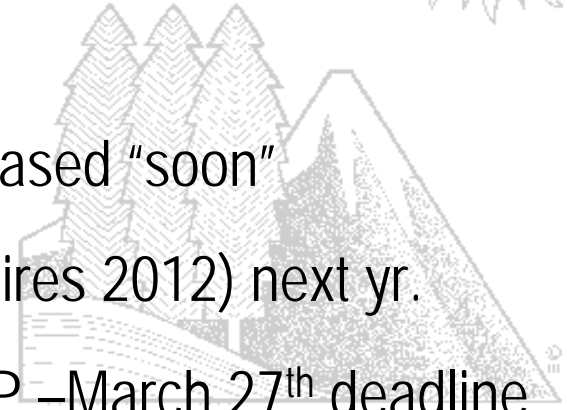 ased “soon”
ires 2012) next yr.
P –March 27th deadline